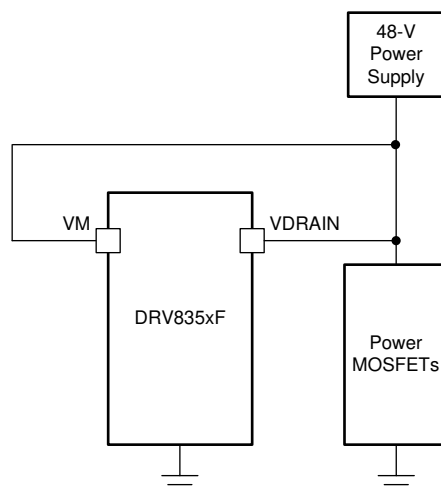 48-V
Power
Supply
VM
VDRAIN
DRV835xF
Power
MOSFETs